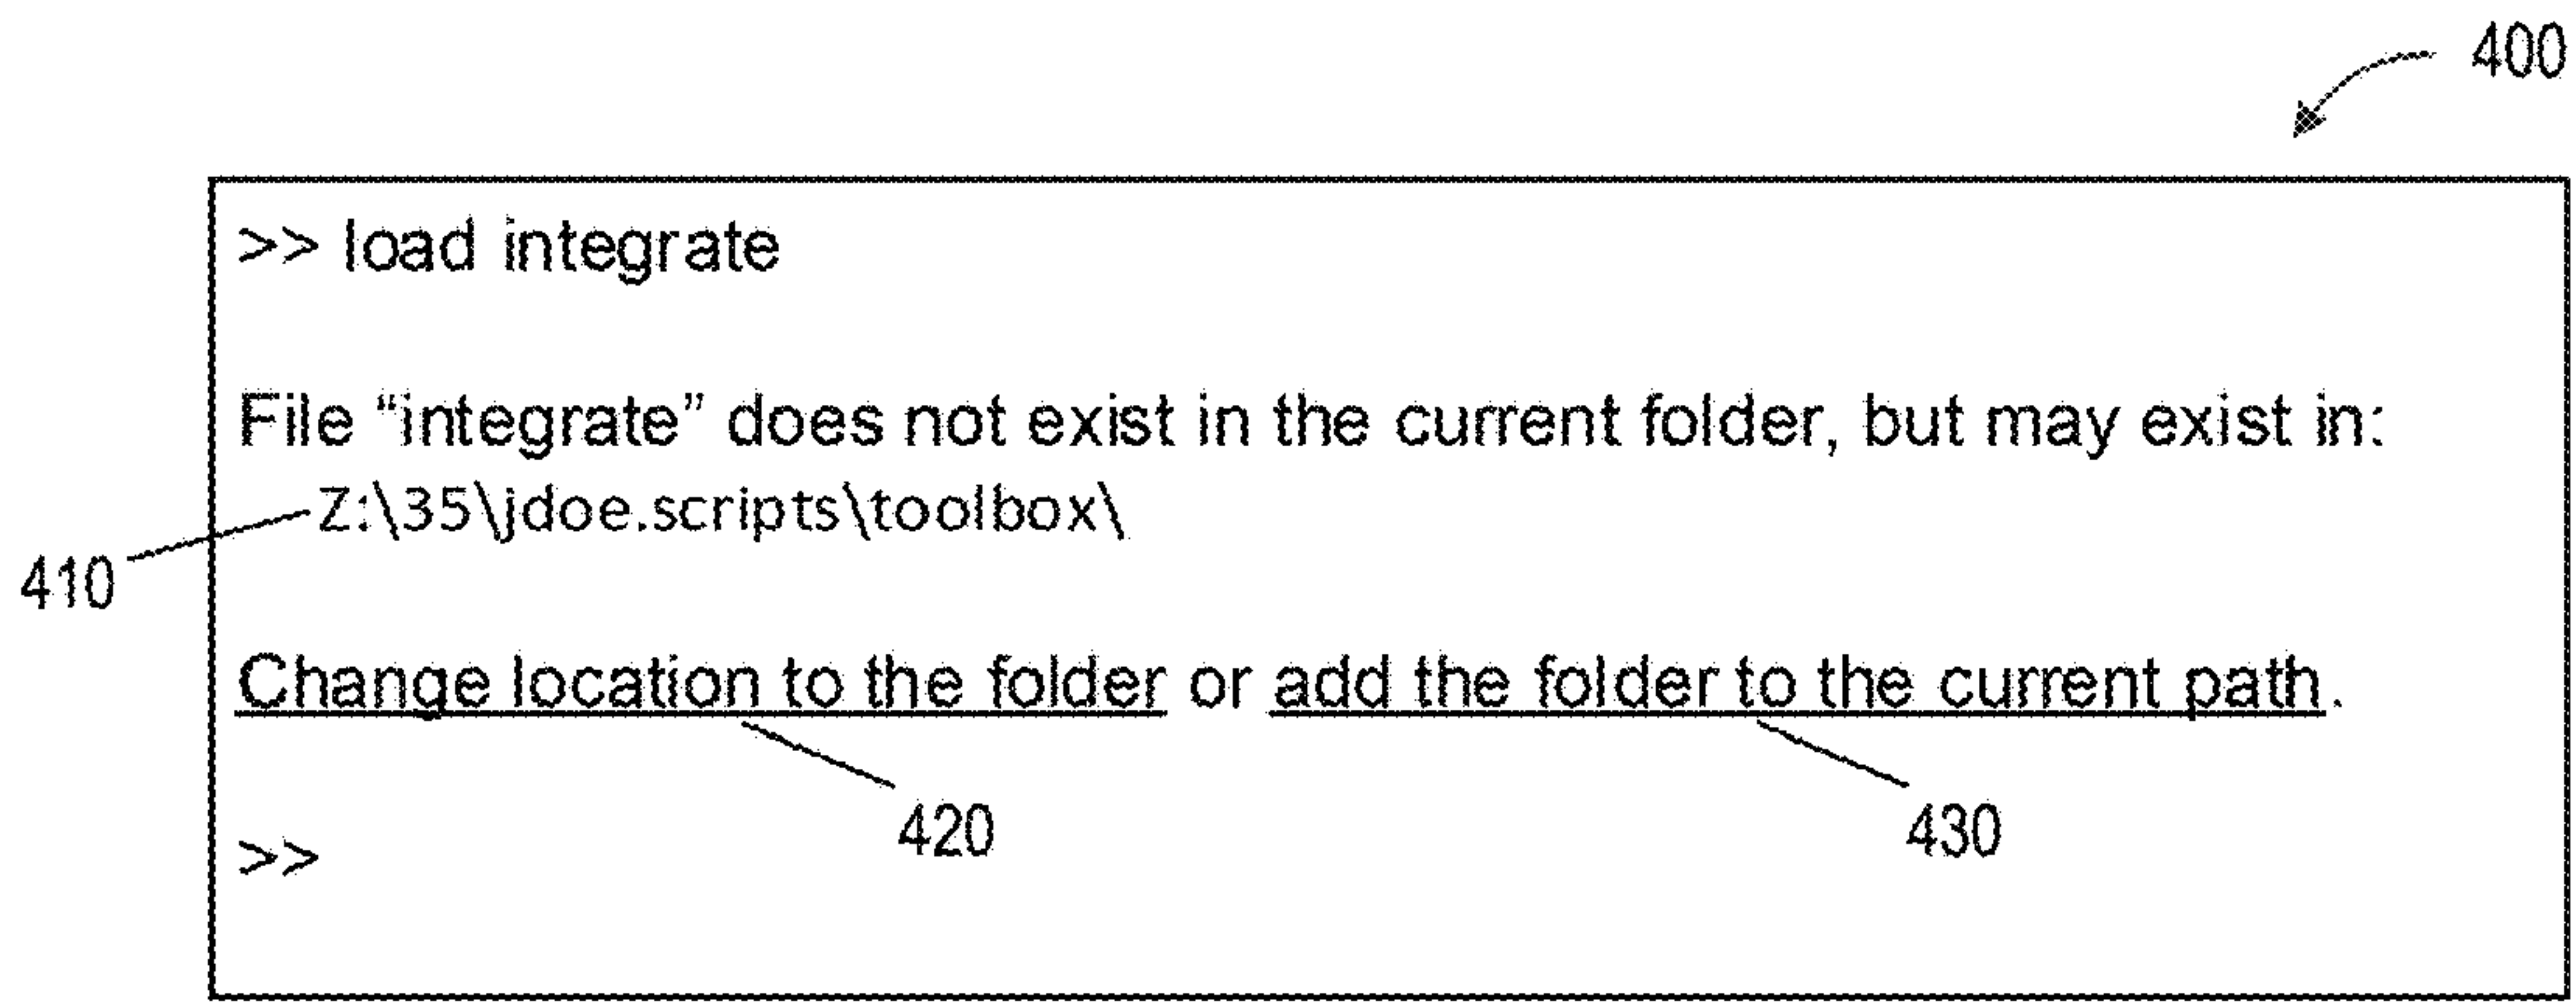 400
>> load integrate
File “integrate” does not exist in the current folder, but may exist in:
Z:\35\jdoe.scripts\toolbox\
410
Change location to the folder or add the folder to the current path.
420
430
>>